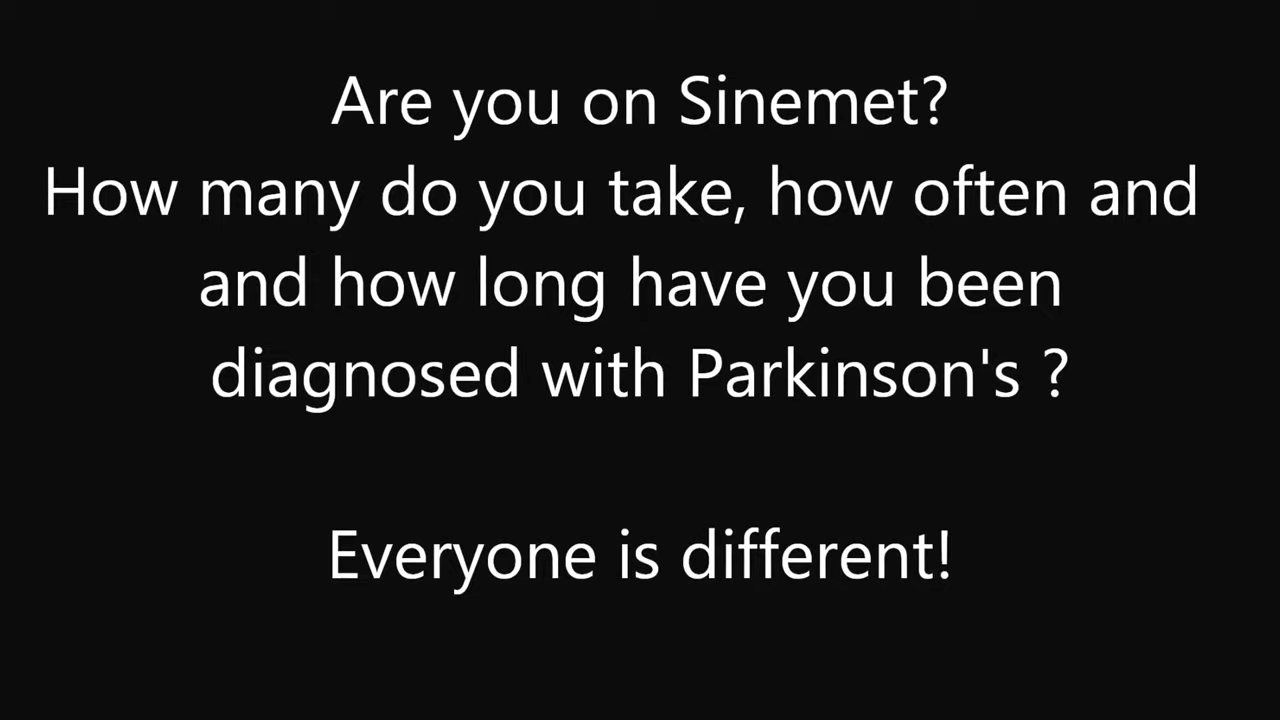 Are you on Sinemet?
How many do you take, how often and
and how long have you been
diagnosed with Parkinson's ?
Everyone is different!